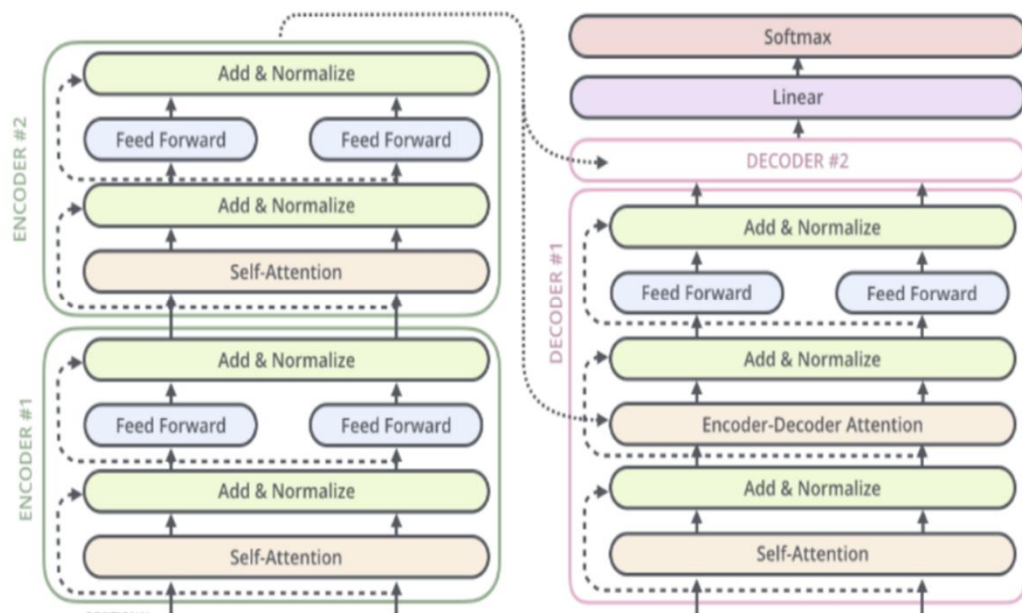 ENCODER #2
Add & Normalize
Feed Forward
Feed Forward
Add & Normalize
Self-Attention
ENCODER #1
Add & Normalize
Feed Forward
Feed Forward
Add & Normalize
Self-Attention
Softmax
Linear
DECODER #2
DECODER #1
Add & Normalize
Feed Forward
Feed Forward
Add & Normalize
Encoder-Decoder Attention
Add & Normalize
Self-Attention